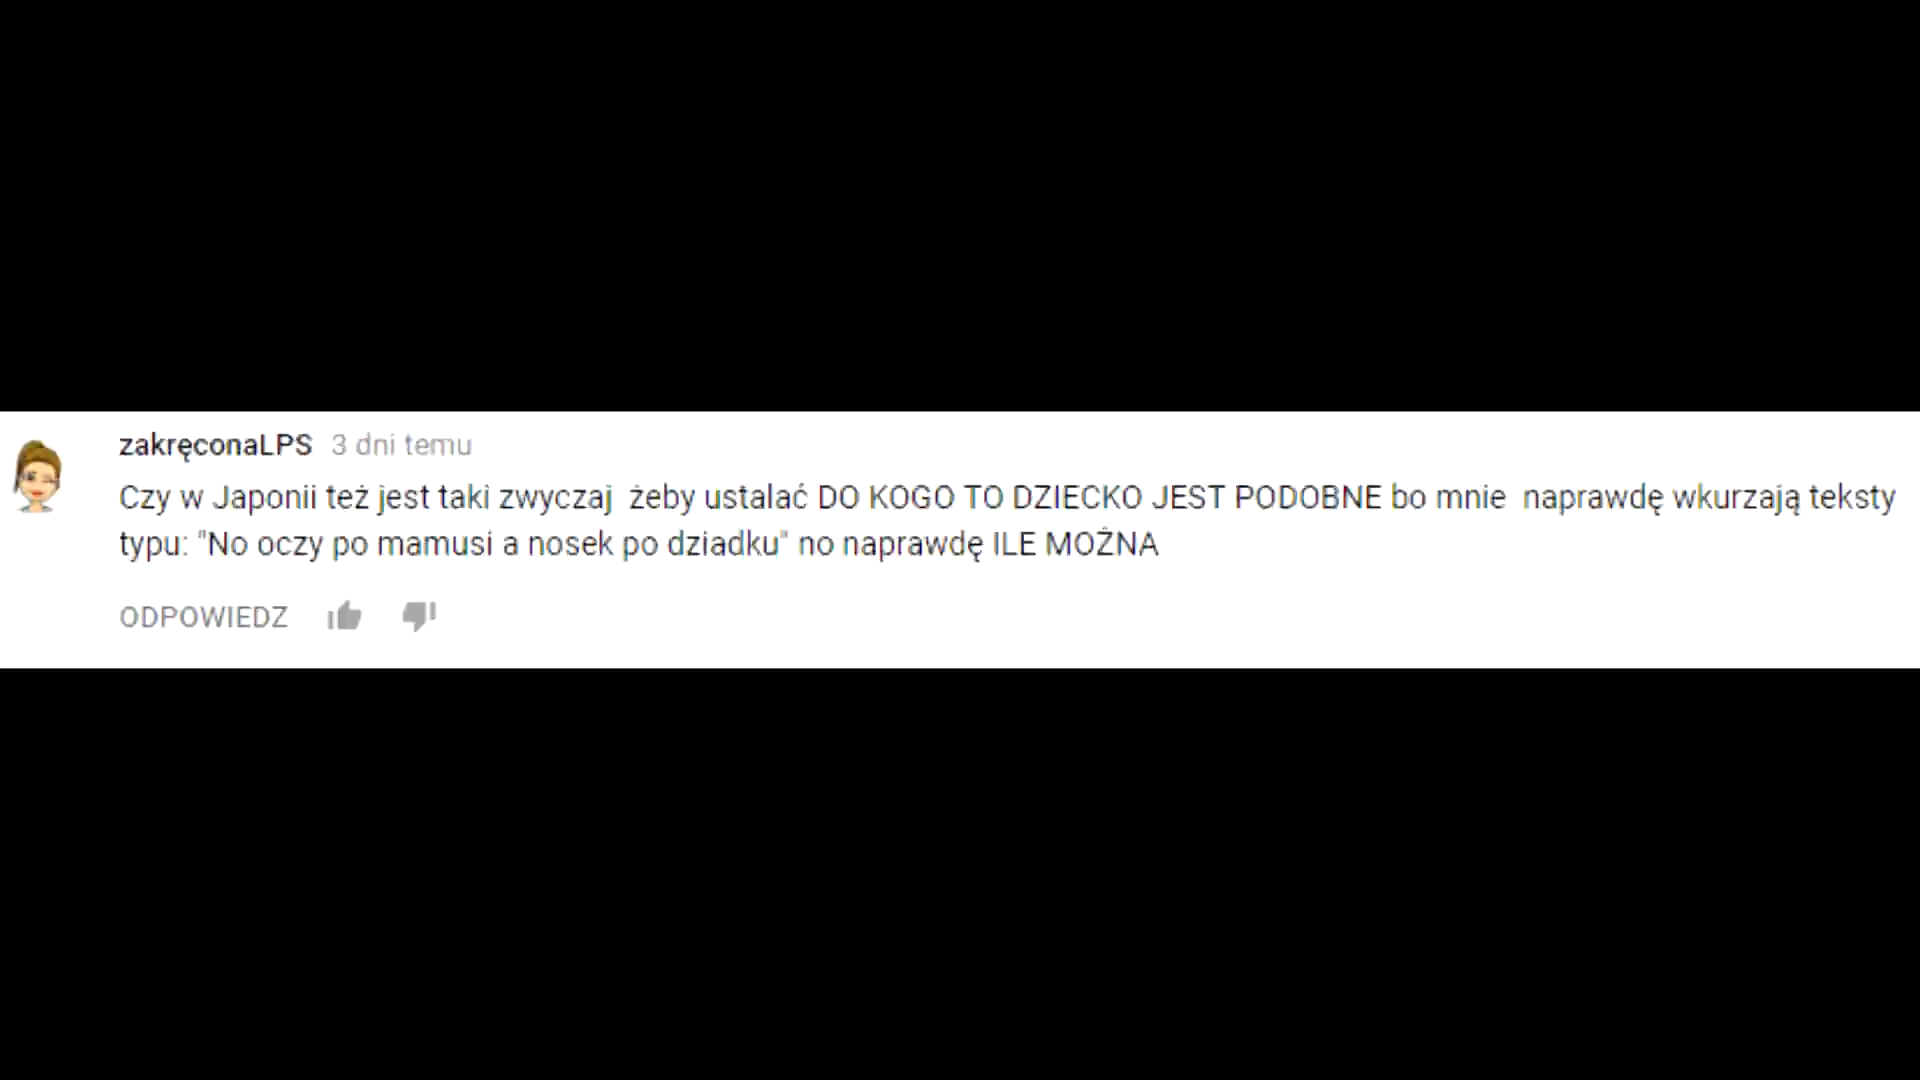 zakręconaLPS 3 dni temu
Czy w Japonii też jest taki zwyczaj żeby ustalać DO KOGO TO DZIECKO JEST PODOBNE bo mnie naprawdę wkurzają teksty
typu: "No oczy po mamusi a nosek po dziadku" no naprawdę ILE MOŻNA
ODPOWIEDZ